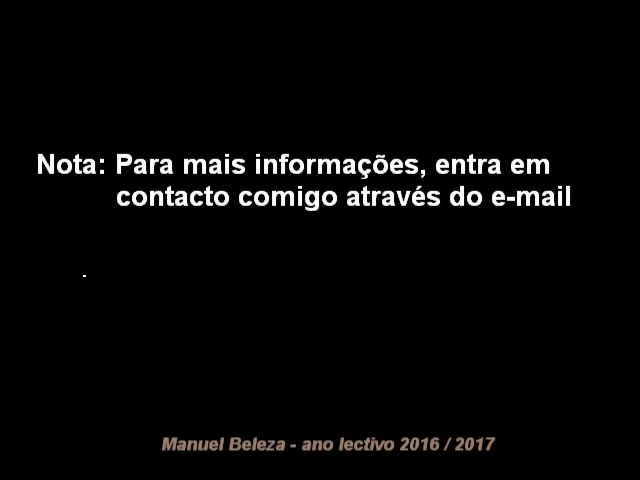 Nota: Para mais informações, entra em
contacto comigo através do e-mail
Manuel Beleza - ano lectivo 2016 / 2017